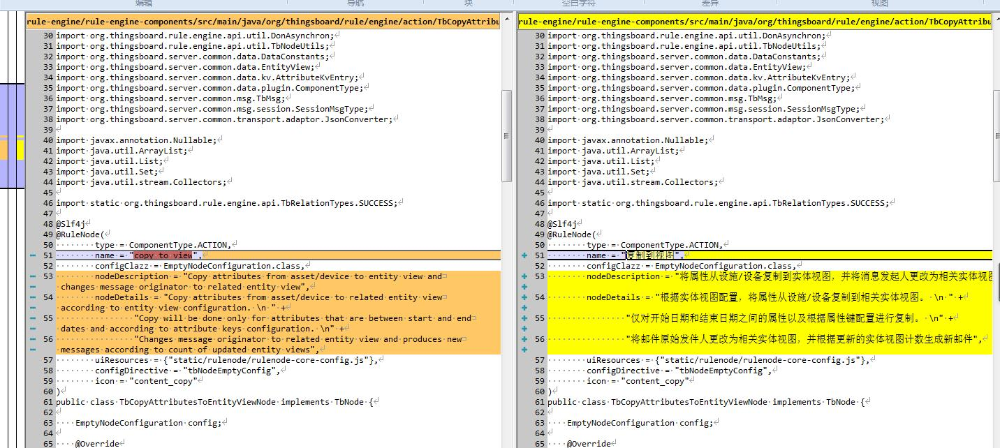 编辑 导航 块 空白字符 差异 视图
rule-engine/rule-engine-components/src/main/java/org/thingsboard/rule/engine/action/TbCopyAttribu
30 import org.thingsboard.rule.engine.api.util.DonAsynchron;
31 import org.thingsboard.rule.engine.api.util.TbNodeUtils;
32 import org.thingsboard.server.common.data.DataConstants;
33 import org.thingsboard.server.common.data.EntityView;
34 import org.thingsboard.server.common.data.kv.AttributeKvEntry;
35 import org.thingsboard.server.common.data.plugin.ComponentType;
36 import org.thingsboard.server.common.msg.TbMsg;
37 import org.thingsboard.server.common.msg.session.SessionMsgType;
38 import org.thingsboard.server.common.transport.adaptor.JsonConverter;
39
40 import javax.annotation.Nullable;
41 import java.util.ArrayList;
42 import java.util.List;
43 import java.util.Set;
44 import java.util.stream.Collectors;
45
46 import static org.thingsboard.rule.engine.api.TbRelationTypes.SUCCESS;
47
48 @Slf4j
49 @RuleNode(
50 type = ComponentType.ACTION,
51 name = "copy to view",
52 configClazz = EmptyNodeConfiguration.class,
53 nodeDescription = "Copy attributes from asset/device to entity view and
changes message originator to related entity view",
54 nodeDetails = "Copy attributes from asset/device to related entity view
according to entity view configuration. \n " +
55 "Copy will be done only for attributes that are between start and end
dates and according to attribute keys configuration. \n" +
56 "Changes message originator to related entity view and produces new
messages according to count of updated entity views",
57 uiResources = {"static/rulenode/rulenode-core-config.js"},
58 configDirective = "tbNodeEmptyConfig",
59 icon = "content_copy"
60 )
61 public class TbCopyAttributesToEntityViewNode implements TbNode {
62
63 EmptyNodeConfiguration config;
64
65 @Override
rule-engine/rule-engine-components/src/main/java/org/thingsboard/rule/engine/action/TbCopyAttribu
30 import org.thingsboard.rule.engine.api.util.DonAsynchron;
31 import org.thingsboard.rule.engine.api.util.TbNodeUtils;
32 import org.thingsboard.server.common.data.DataConstants;
33 import org.thingsboard.server.common.data.EntityView;
34 import org.thingsboard.server.common.data.kv.AttributeKvEntry;
35 import org.thingsboard.server.common.data.plugin.ComponentType;
36 import org.thingsboard.server.common.msg.TbMsg;
37 import org.thingsboard.server.common.msg.session.SessionMsgType;
38 import org.thingsboard.server.common.transport.adaptor.JsonConverter;
39
40 import javax.annotation.Nullable;
41 import java.util.ArrayList;
42 import java.util.List;
43 import java.util.Set;
44 import java.util.stream.Collectors;
45
46 import static org.thingsboard.rule.engine.api.TbRelationTypes.SUCCESS;
47
48 @Slf4j
49 @RuleNode(
50 type = ComponentType.ACTION,
51 name = "复制到视图",
52 configClazz = EmptyNodeConfiguration.class,
53 nodeDescription = "将属性从设施/设备复制到实体视图，并将消息发起人更改为相关实体视图
54 nodeDetails = "根据实体视图配置，将属性从设施/设备复制到相关实体视图。 \n " +
55 "仅对开始日期和结束日期之间的属性以及根据属性键配置进行复制。 \n" +
56 "将邮件原始发件人更改为相关实体视图，并根据更新的实体视图计数生成新邮件",
57 uiResources = {"static/rulenode/rulenode-core-config.js"},
58 configDirective = "tbNodeEmptyConfig",
59 icon = "content_copy"
60 )
61 public class TbCopyAttributesToEntityViewNode implements TbNode {
62
63 EmptyNodeConfiguration config;
64
65 @Override